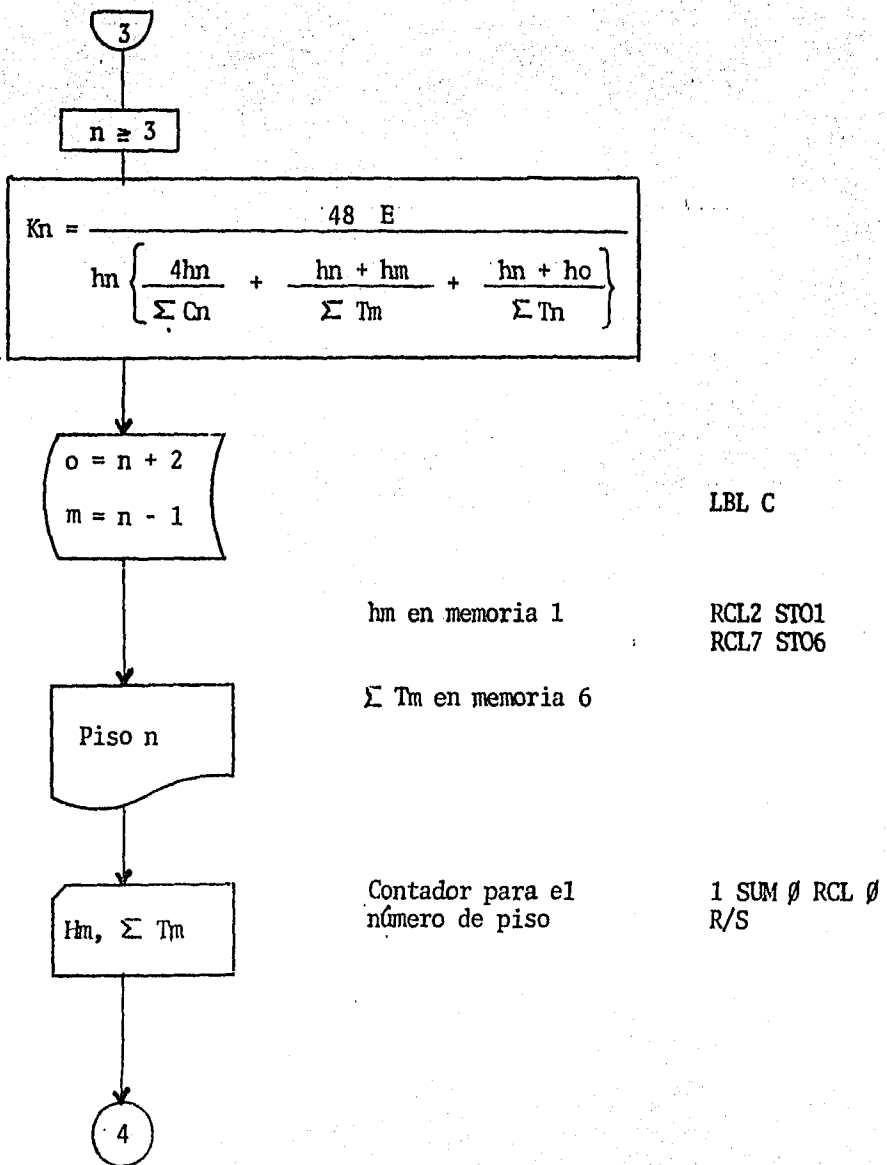 3
n ≥ 3
Kn = 48 E
hn { 4hn / Σ Cn + hn + hm / Σ Tm + hn + ho / Σ Tn }
o = n + 2
m = n - 1
LBL C
hm en memoria 1
RCL2 STO1
RCL7 STO6
Σ Tm en memoria 6
Piso n
Contador para el
número de piso
1 SUM Ø RCL Ø
R/S
Hm, Σ Tm
4